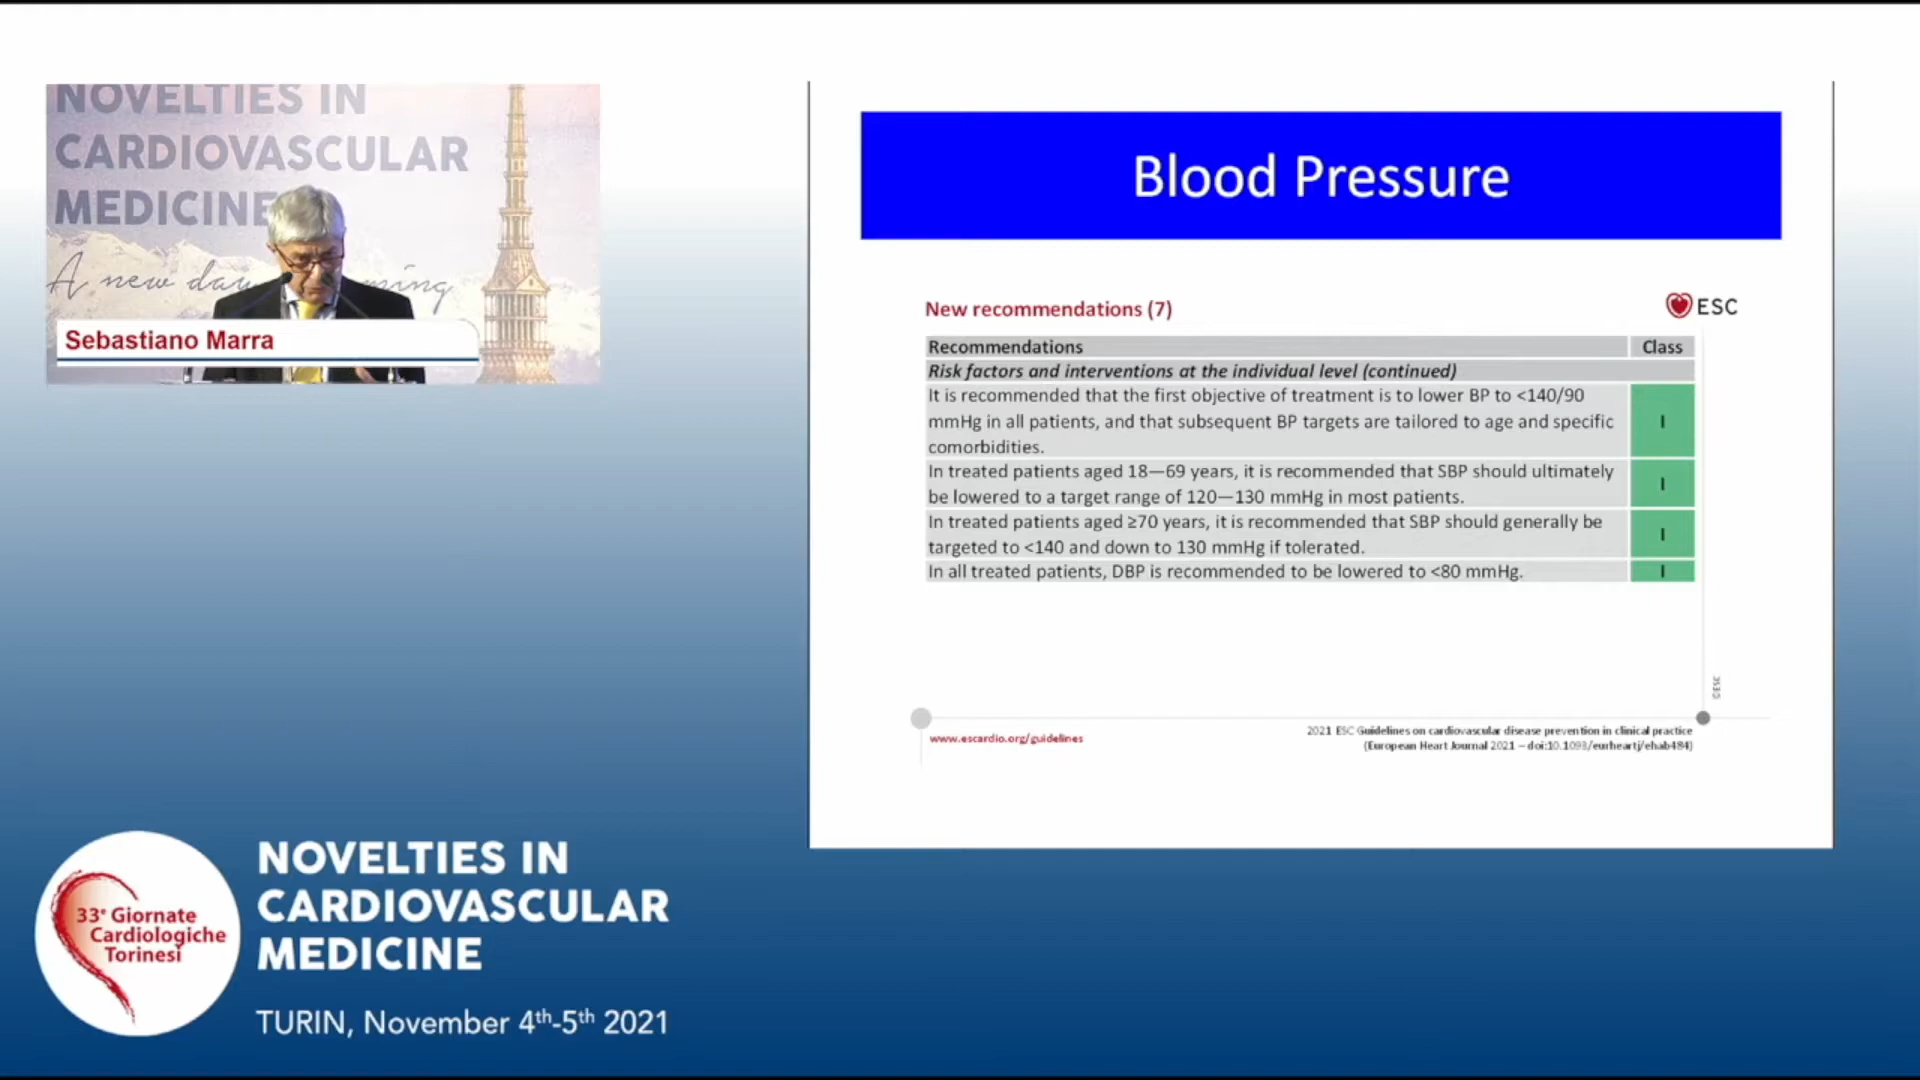 NOVELTIES IN
CARDIOVASCULAR
MEDICINE
A new day
ming
Sebastiano Marra
Blood Pressure
New recommendations (7)
ESC
Recommendations Class
Risk factors and interventions at the individual level (continued)
It is recommended that the first objective of treatment is to lower BP to <140/90
mmHg in all patients, and that subsequent BP targets are tailored to age and specific
comorbidities.
I
In treated patients aged 18—69 years, it is recommended that SBP should ultimately
be lowered to a target range of 120—130 mmHg in most patients.
I
In treated patients aged ≥70 years, it is recommended that SBP should generally be
targeted to <140 and down to 130 mmHg if tolerated.
I
In all treated patients, DBP is recommended to be lowered to <80 mmHg.
I
www.escardio.org/guidelines
2021 ESC Guidelines on cardiovascular disease prevention in clinical practice
(European Heart Journal 2021 – doi:10.1093/eurheartj/ehab484)
33e Giornate
Cardiologiche
Torinesi
NOVELTIES IN
CARDIOVASCULAR
MEDICINE
TURIN, November 4th-5th 2021